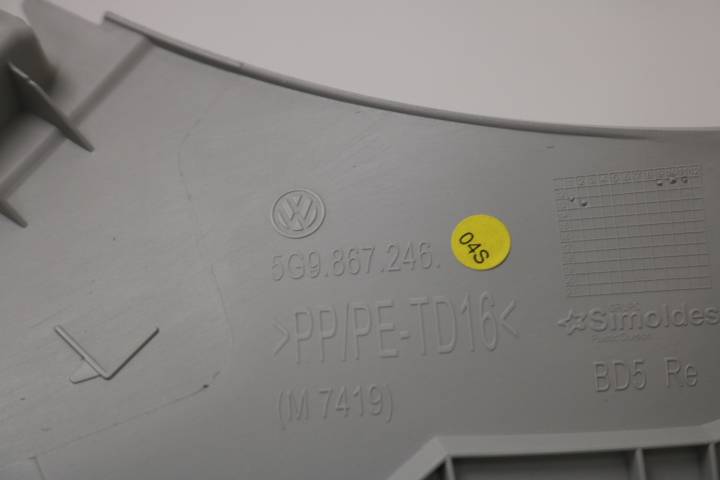 5G9.867.246.
04S
>PP/PE-TD16<
(M 7419)
Simoldes
BD5 Re